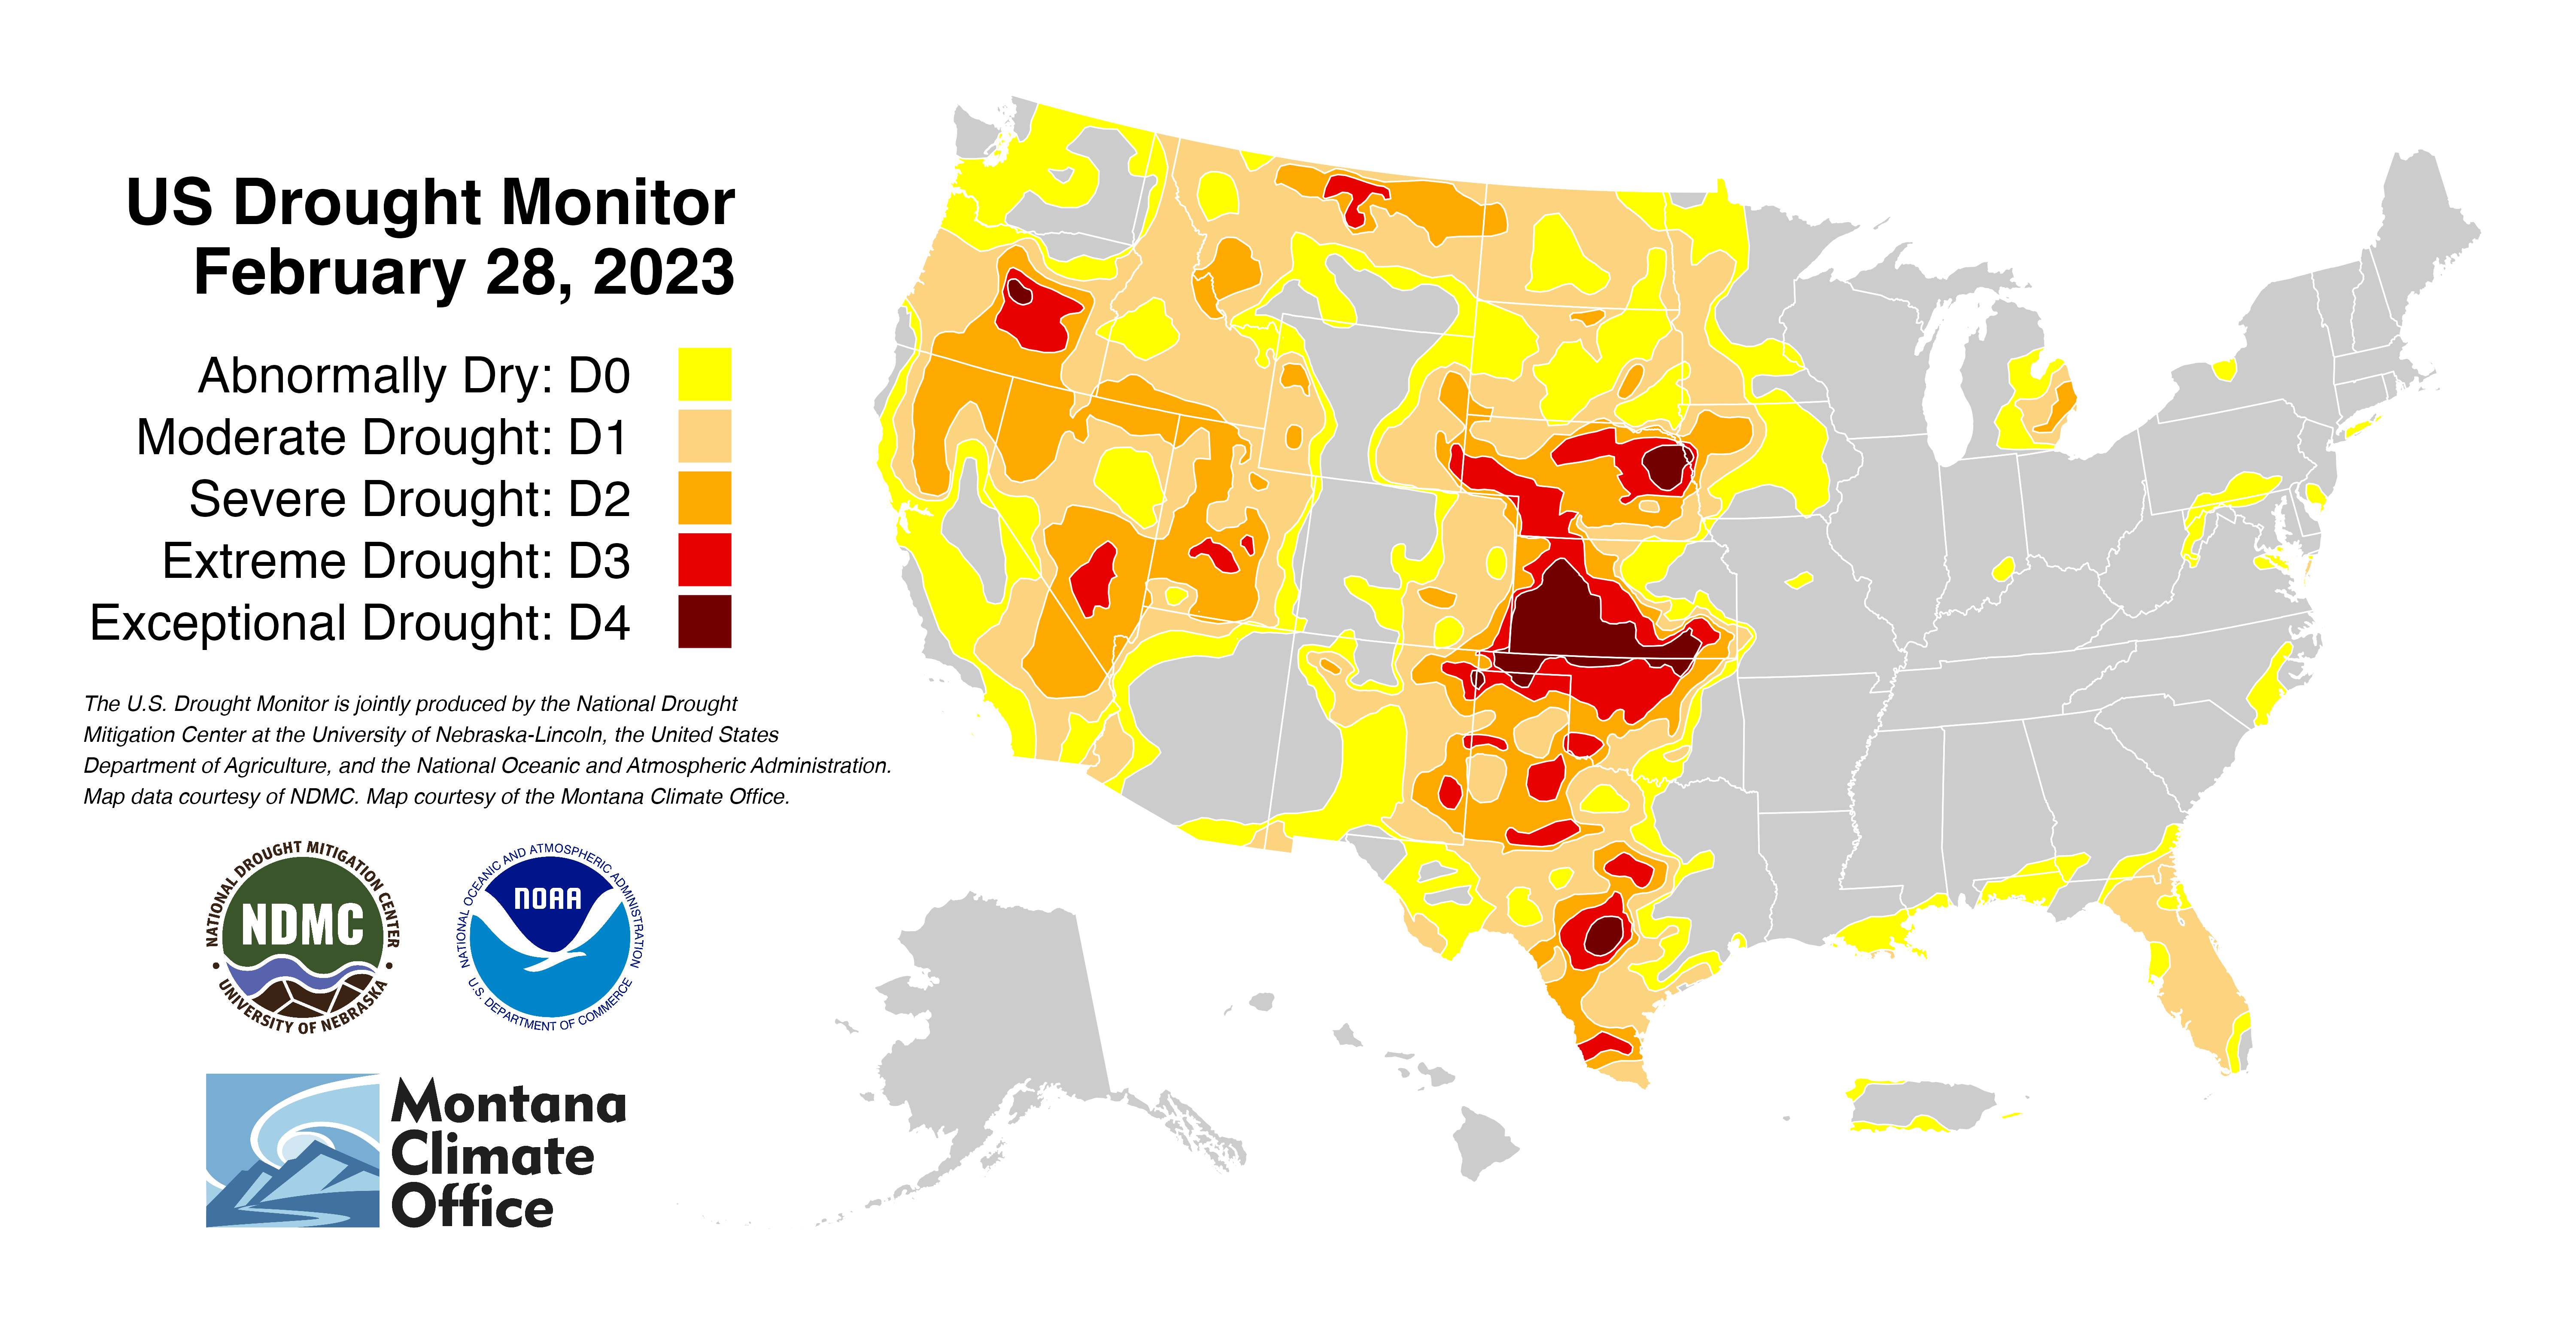 US Drought Monitor
February 28, 2023
Abnormally Dry: D0
Moderate Drought: D1
Severe Drought: D2
Extreme Drought: D3
Exceptional Drought: D4
The U.S. Drought Monitor is jointly produced by the National Drought
Mitigation Center at the University of Nebraska-Lincoln, the United States
Department of Agriculture, and the National Oceanic and Atmospheric Administration.
Map data courtesy of NDMC. Map courtesy of the Montana Climate Office.
NATIONAL DROUGHT MITIGATION CENTER
NDMC
UNIVERSITY OF NEBRASKA
NATIONAL OCEANIC AND ATMOSPHERIC ADMINISTRATION
NOAA
U.S. DEPARTMENT OF COMMERCE
Montana
Climate
Office